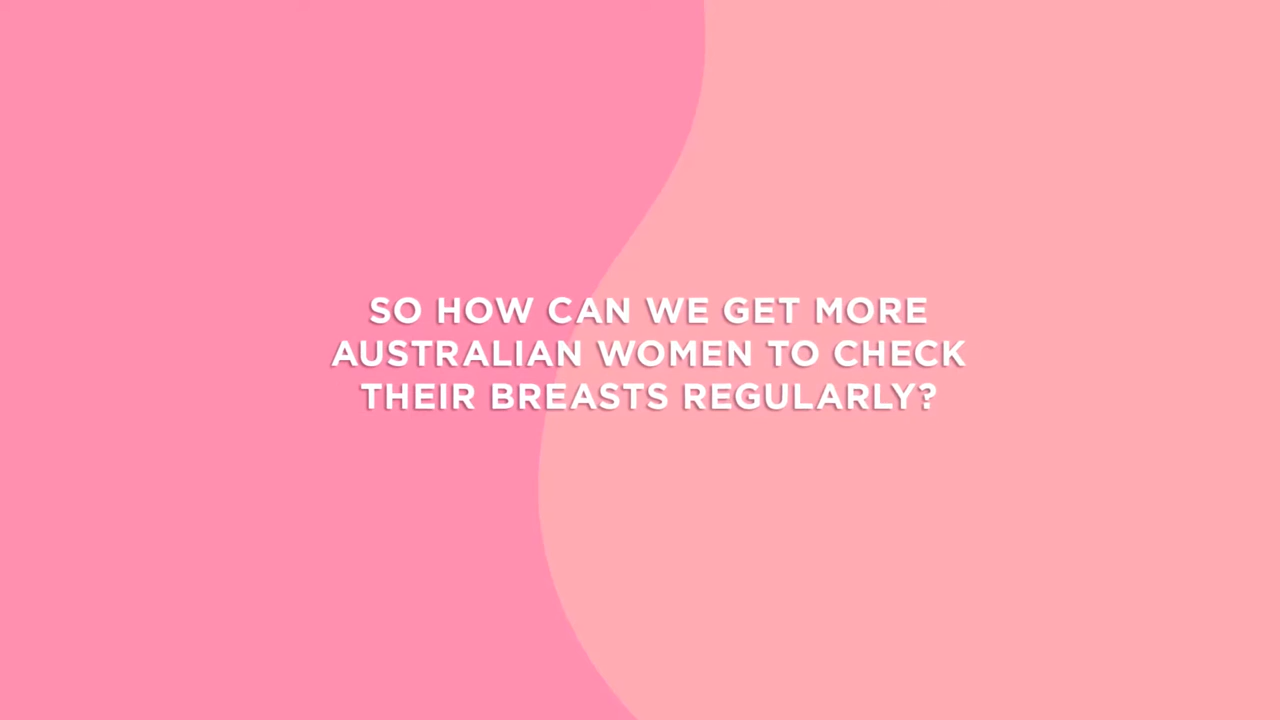 SO HOW CAN WE GET MORE
AUSTRALIAN WOMEN TO CHECK
THEIR BREASTS REGULARLY?